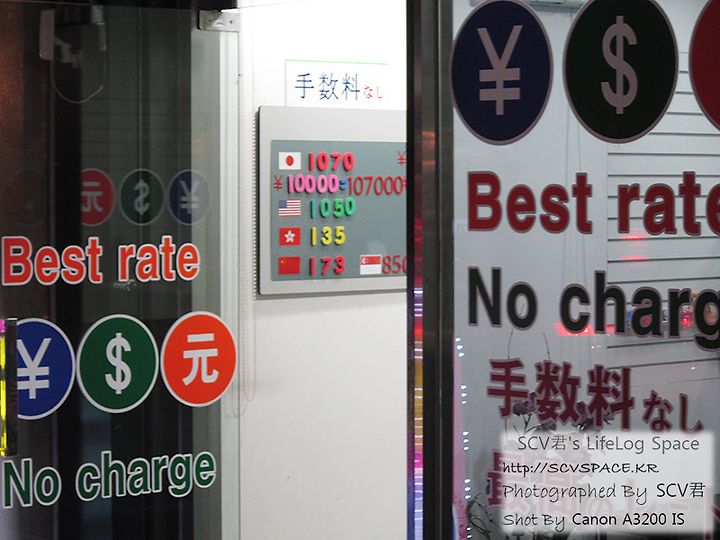 手数料なし
1070 ¥
¥10000=107000
1050
135
173 856
元 $ ¥
Best rate
¥ $ 元
No charge
¥ $
Best rate
No charg
手数料なし
SCV君's LifeLog Space
http://SCVSPACE.KR
Photographed By SCV君
Shot By Canon A3200 IS